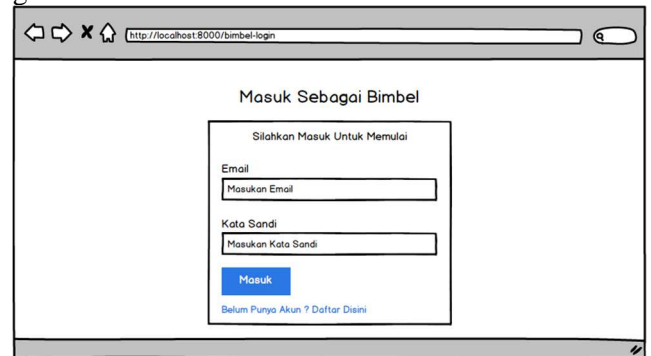 http://localhost:8000/bimbel-login
Masuk Sebagai Bimbel
Silahkan Masuk Untuk Memulai
Email
Masukan Email
Kata Sandi
Masukan Kata Sandi
Masuk
Belum Punya Akun ? Daftar Disini